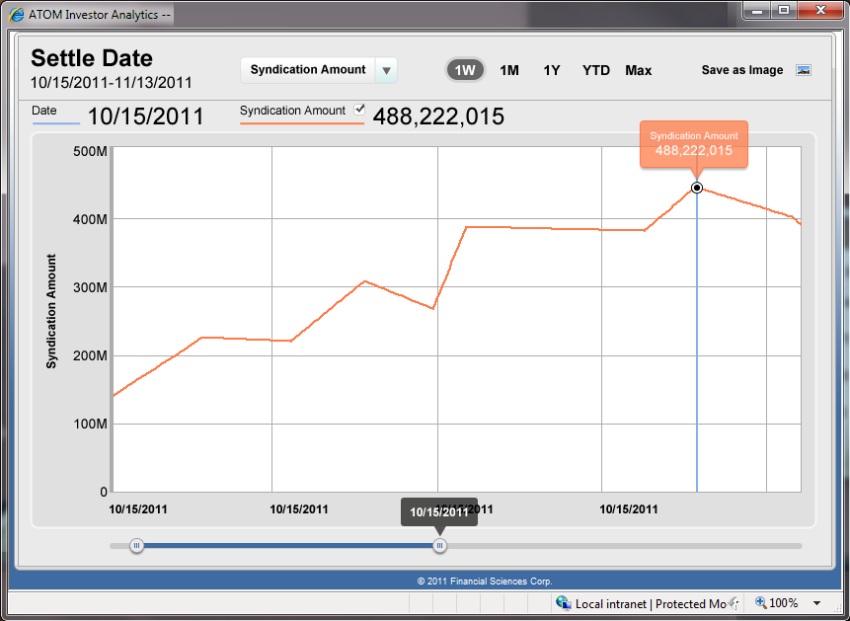 ATOM Investor Analytics --
Settle Date
10/15/2011-11/13/2011
Syndication Amount
1W 1M 1Y YTD Max
Save as Image
Date 10/15/2011
Syndication Amount 488,222,015
Syndication Amount
488,222,015
500M
400M
300M
200M
100M
0
Syndication Amount
10/15/2011 10/15/2011 10/15/2011 10/15/2011
10/15/2011
© 2011 Financial Sciences Corp.
Local intranet | Protected Mo
100%